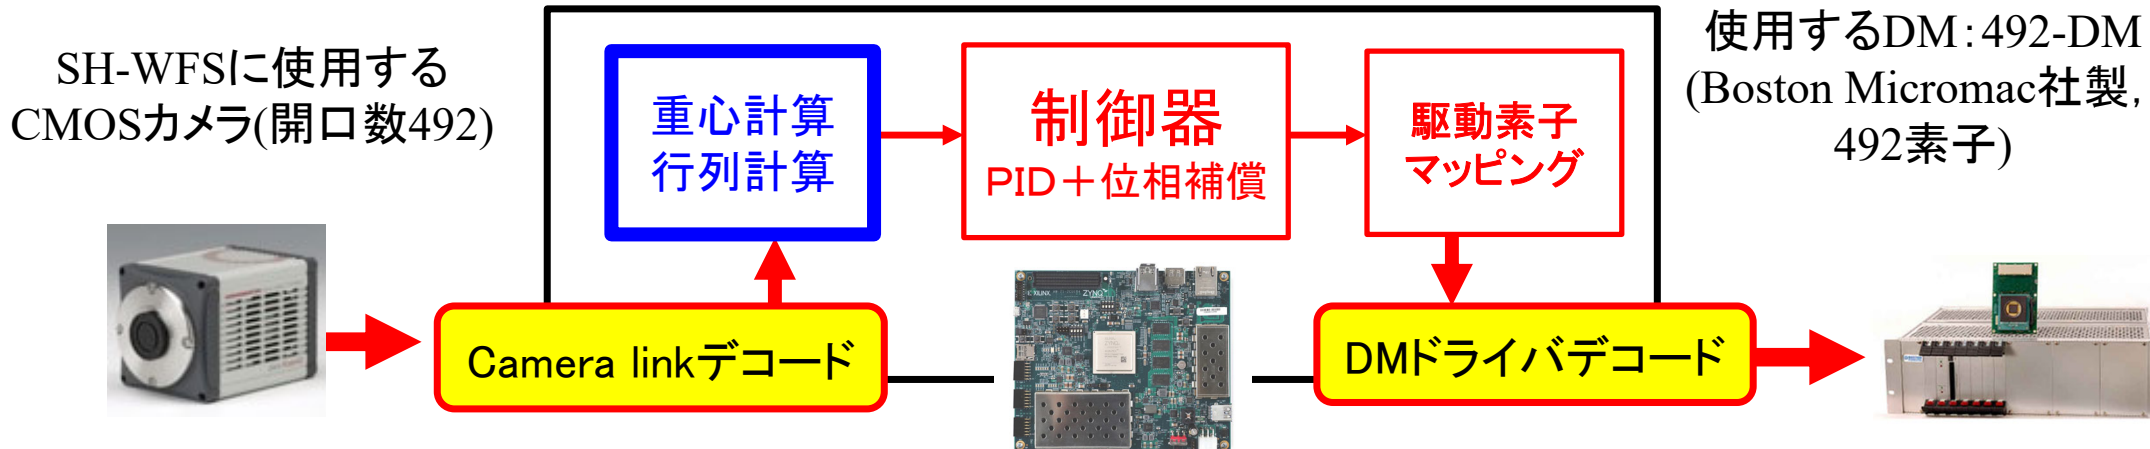 SH-WFSに使用する
CMOSカメラ(開口数492)
重心計算
行列計算
制御器
PID＋位相補償
駆動素子
マッピング
使用するDM：492-DM
(Boston Micromac社製,
492素子)
Camera linkデコード
DMドライバデコード
XILINX
ZYNQ